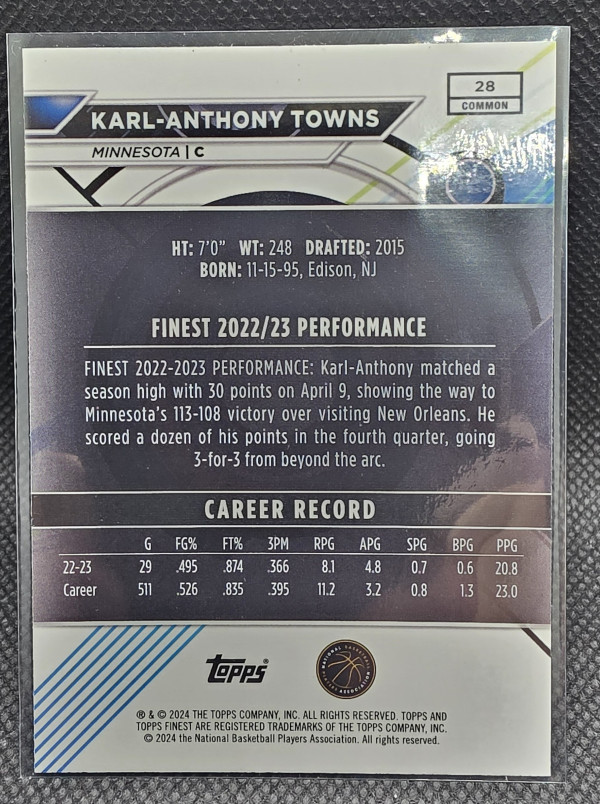 28
COMMON
KARL-ANTHONY TOWNS
MINNESOTA | C
HT: 7'0" WT: 248 DRAFTED: 2015
BORN: 11-15-95, Edison, NJ
FINEST 2022/23 PERFORMANCE
FINEST 2022-2023 PERFORMANCE: Karl-Anthony matched a
season high with 30 points on April 9, showing the way to
Minnesota's 113-108 victory over visiting New Orleans. He
scored a dozen of his points in the fourth quarter, going
3-for-3 from beyond the arc.
CAREER RECORD
G FG% FT% 3PM RPG APG SPG BPG PPG
22-23 29 .495 .874 .366 8.1 4.8 0.7 0.6 20.8
Career 511 .526 .835 .395 11.2 3.2 0.8 1.3 23.0
TOPPS®
NATIONAL BASKETBALL PLAYERS ASSOCIATION
® & © 2024 THE TOPPS COMPANY, INC. ALL RIGHTS RESERVED. TOPPS AND
TOPPS FINEST ARE REGISTERED TRADEMARKS OF THE TOPPS COMPANY, INC.
© 2024 the National Basketball Players Association. All rights reserved.